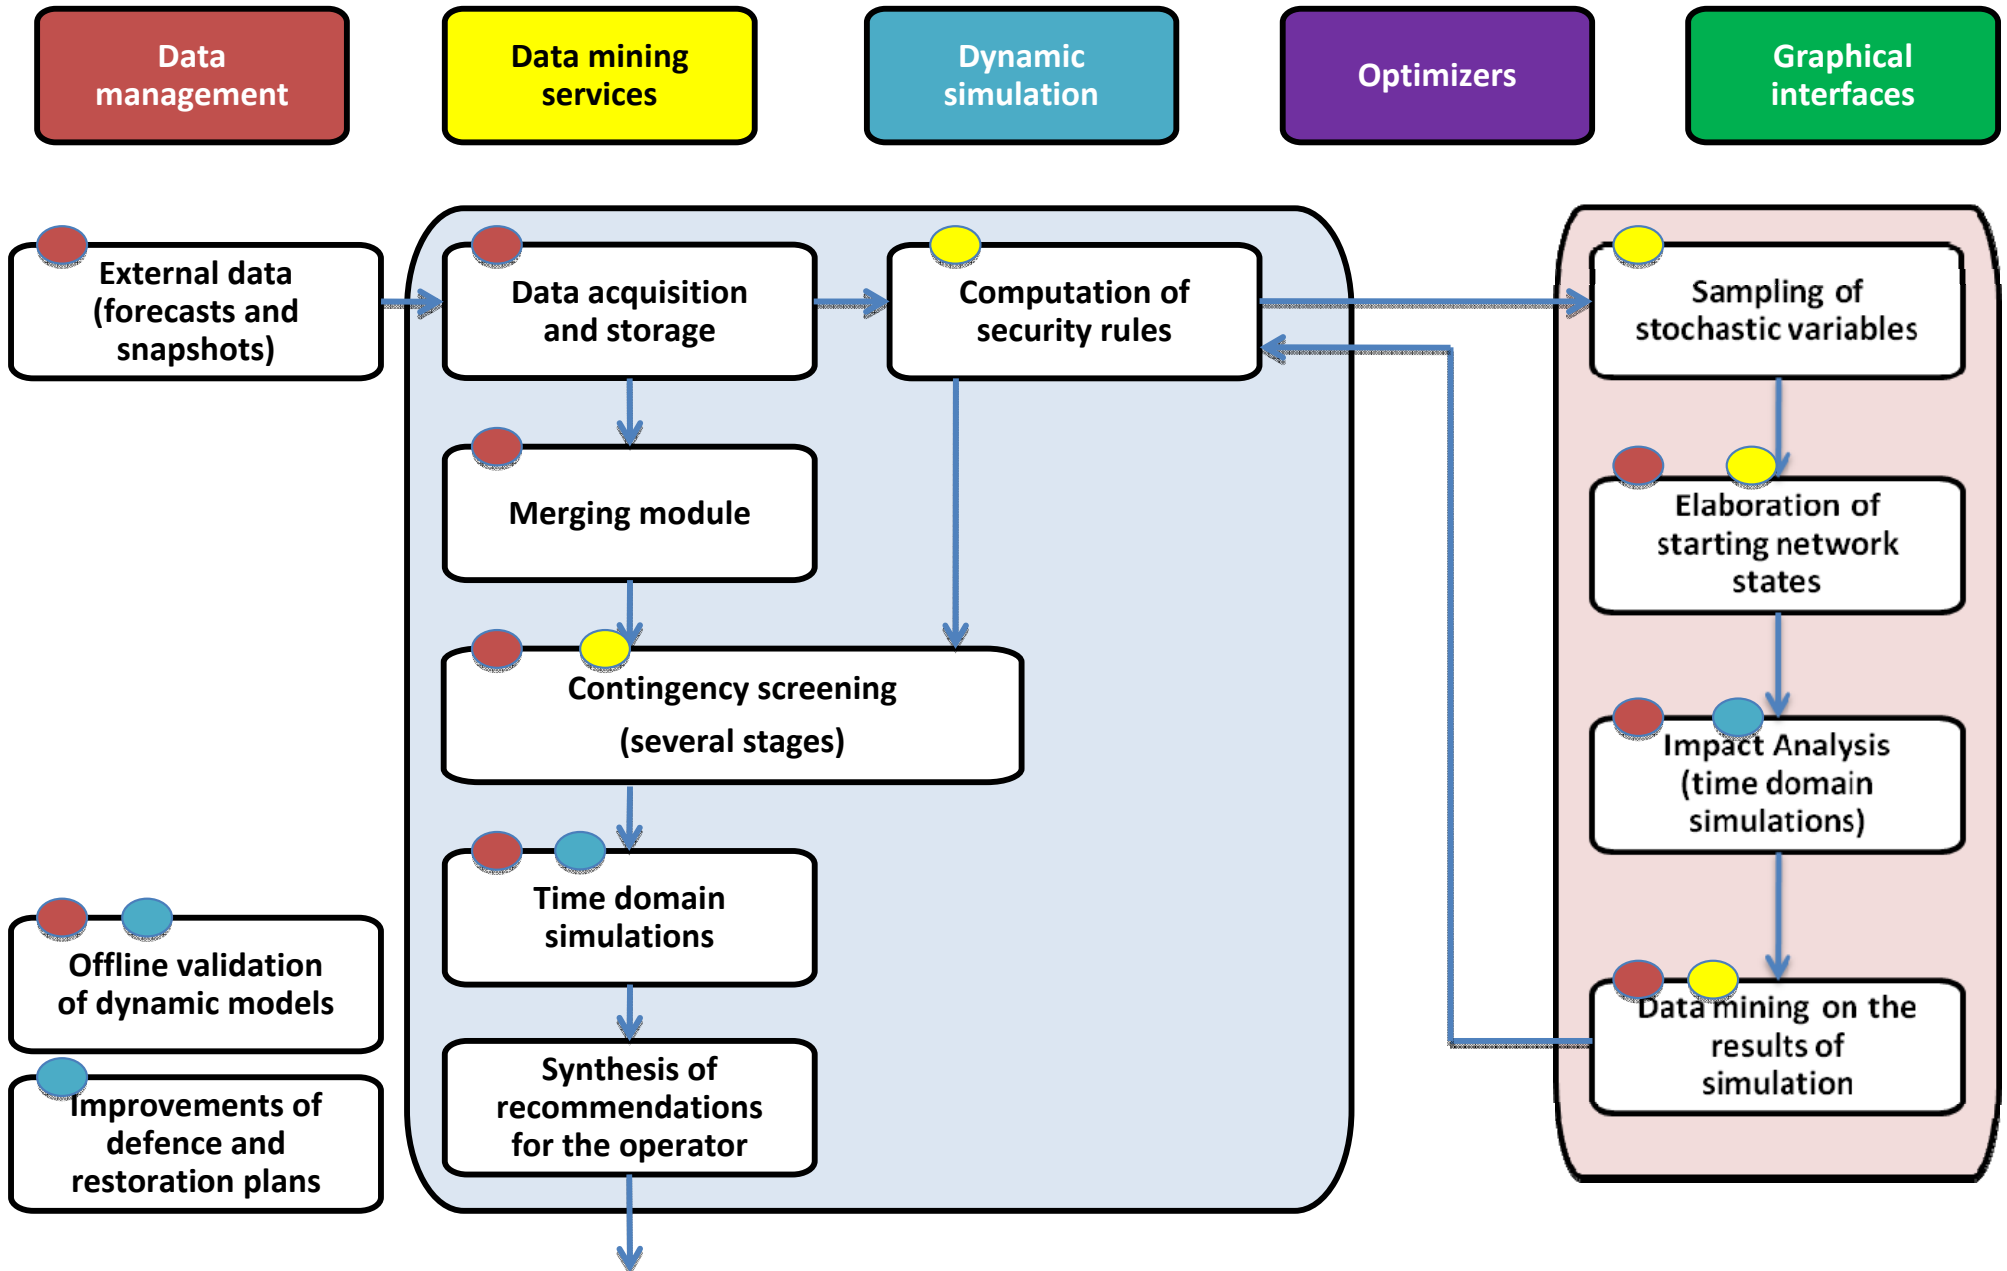 Data
management
Data mining
services
Dynamic
simulation
Optimizers
Graphical
interfaces
External data
(forecasts and
snapshots)
Data acquisition
and storage
Computation of
security rules
Sampling of
stochastic variables
Merging module
Elaboration of
starting network
states
Contingency screening
(several stages)
Impact Analysis
(time domain
simulations)
Time domain
simulations
Offline validation
of dynamic models
Data mining on the
results of
simulation
Synthesis of
recommendations
for the operator
Improvements of
defence and
restoration plans